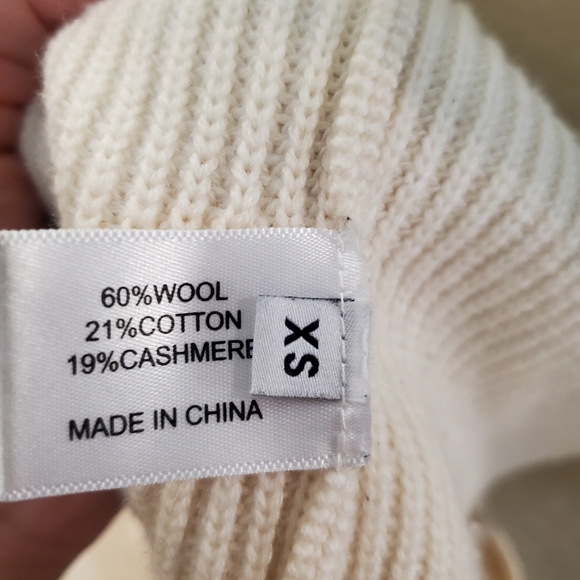 60%WOOL
21%COTTON
19%CASHMERE
MADE IN CHINA
XS